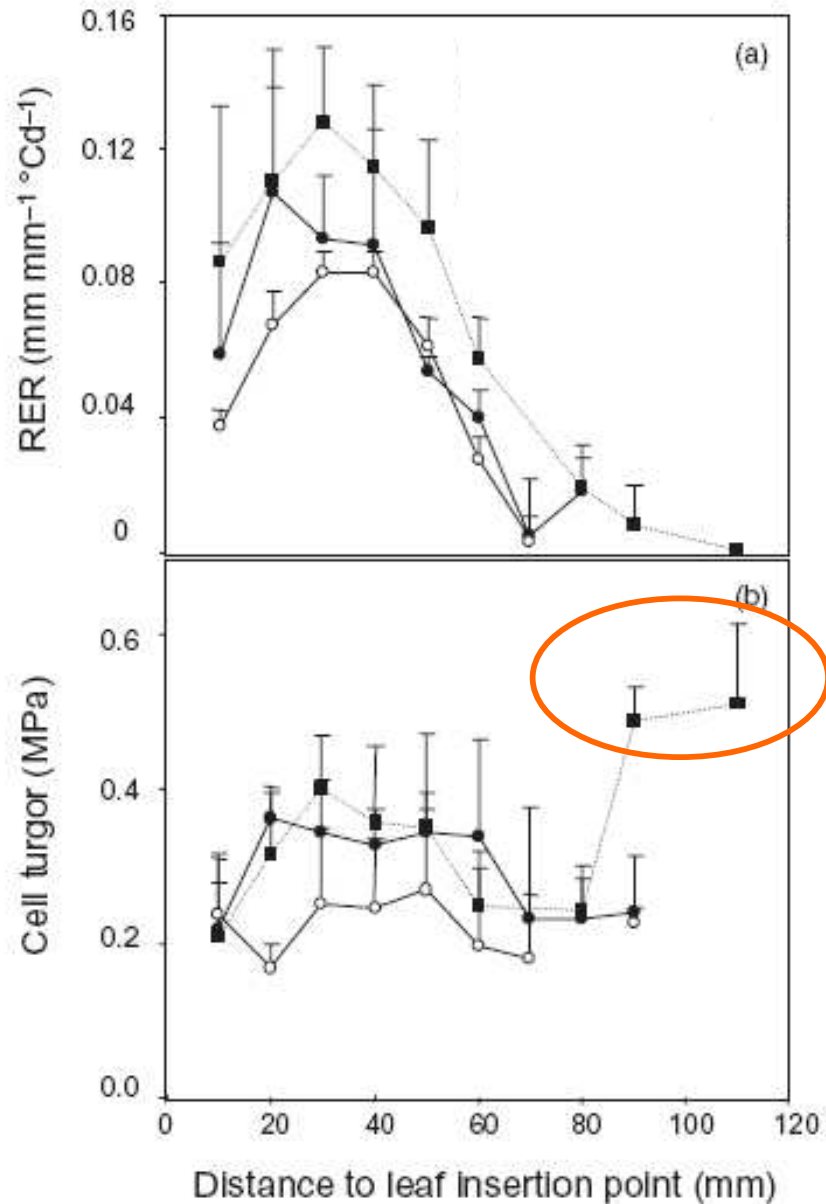 0.16
(a)
0.12
0.08
0.04
0
RER (mm mm⁻¹ °Cd⁻¹)
(b)
0.6
0.4
0.2
0.0
Cell turgor (MPa)
0 20 40 60 80 100 120
Distance to leaf insertion point (mm)